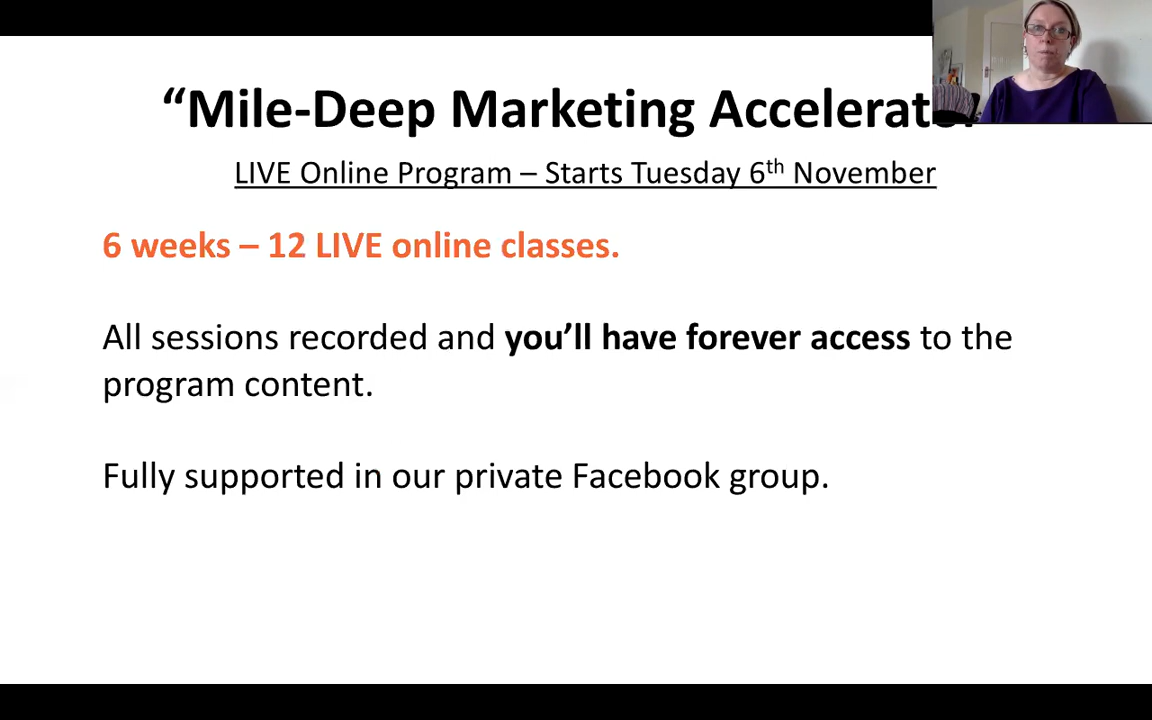 “Mile-Deep Marketing
LIVE Online Program – Starts Tuesday 6th November
6 weeks – 12 LIVE online classes.
All sessions recorded and you’ll have forever access to the
program content.
Fully supported in our private Facebook group.